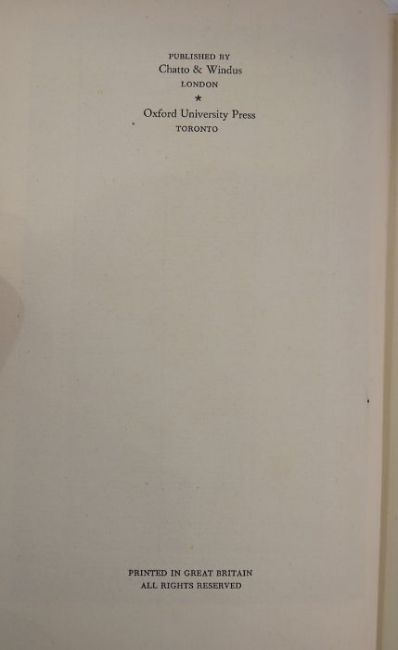 PUBLISHED BY
Chatto & Windus
LONDON
★
Oxford University Press
TORONTO
PRINTED IN GREAT BRITAIN
ALL RIGHTS RESERVED